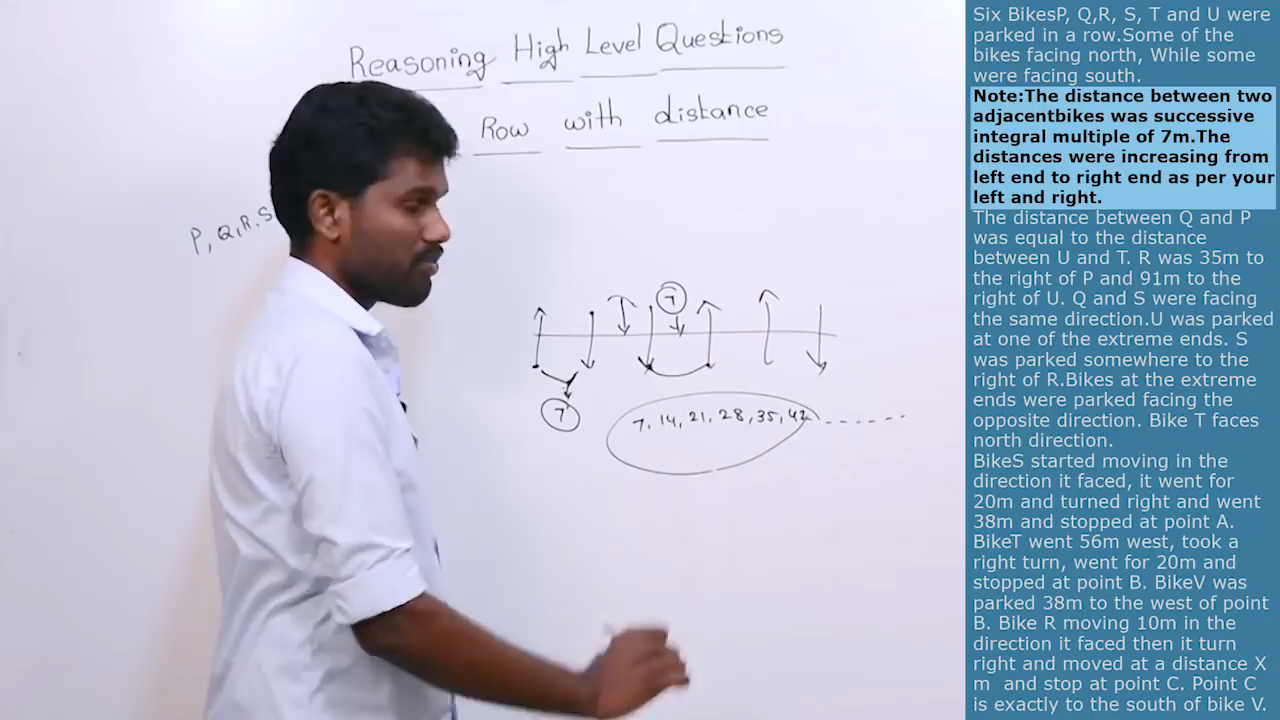 Reasoning High Level Questions
Row with distance
P, Q, R, S
7
7
7, 14, 21, 28, 35, 42, ------
Six BikesP, Q,R, S, T and U were
parked in a row.Some of the
bikes facing north, While some
were facing south.
Note:The distance between two
adjacentbikes was successive
integral multiple of 7m.The
distances were increasing from
left end to right end as per your
left and right.
The distance between Q and P
was equal to the distance
between U and T. R was 35m to
the right of P and 91m to the
right of U. Q and S were facing
the same direction.U was parked
at one of the extreme ends. S
was parked somewhere to the
right of R.Bikes at the extreme
ends were parked facing the
opposite direction. Bike T faces
north direction.
BikeS started moving in the
direction it faced, it went for
20m and turned right and went
38m and stopped at point A.
BikeT went 56m west, took a
right turn, went for 20m and
stopped at point B. BikeV was
parked 38m to the west of point
B. Bike R moving 10m in the
direction it faced then it turn
right and moved at a distance X
m and stop at point C. Point C
is exactly to the south of bike V.